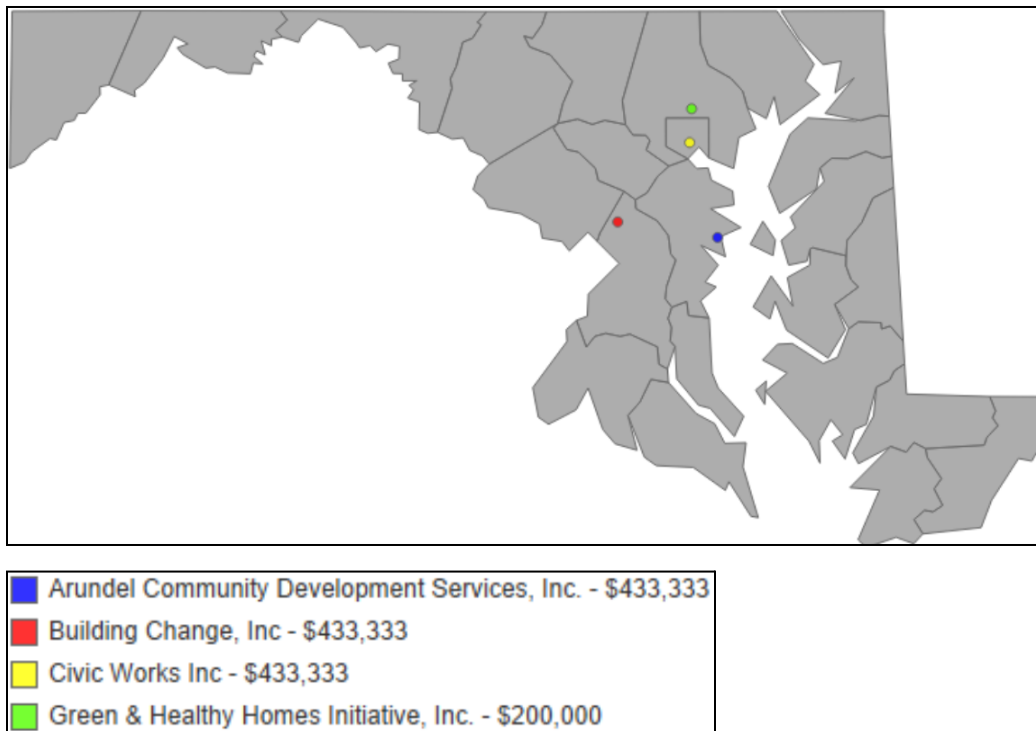 Arundel Community Development Services, Inc. - $433,333
Building Change, Inc - $433,333
Civic Works Inc - $433,333
Green & Healthy Homes Initiative, Inc. - $200,000